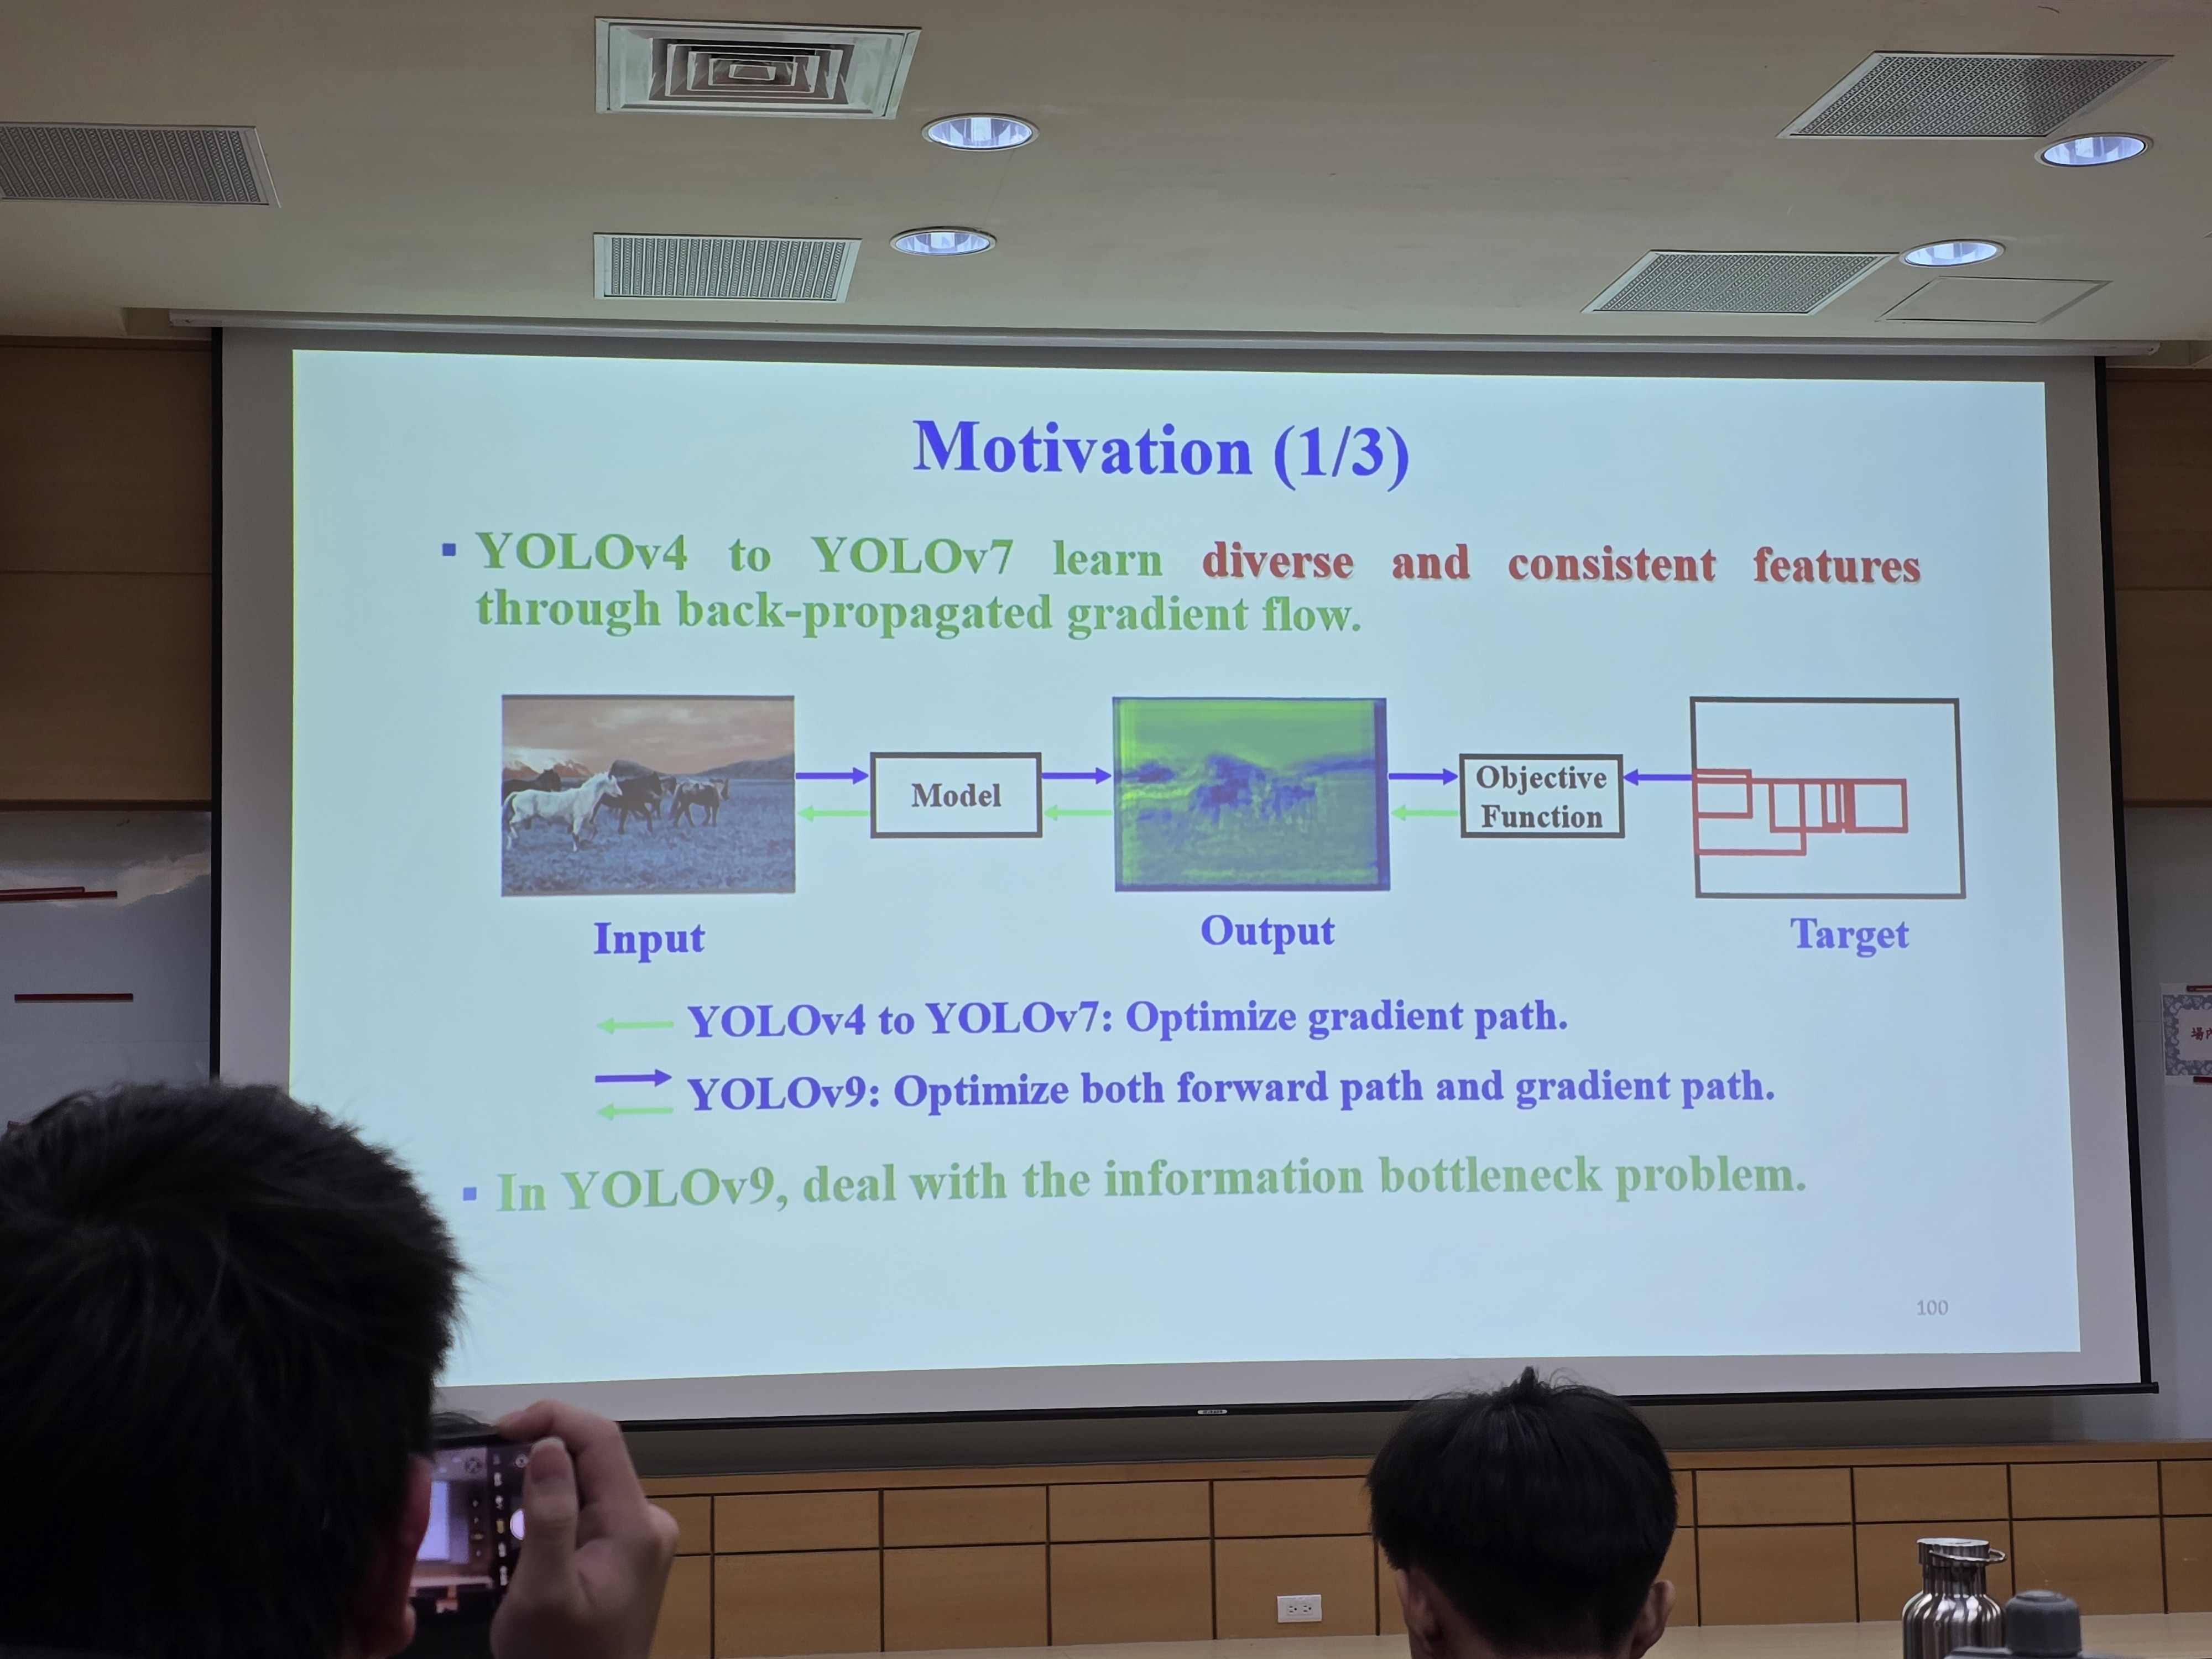 Motivation (1/3)
▪ YOLOv4 to YOLOv7 learn diverse and consistent features
through back-propagated gradient flow.
Model
Objective
Function
Input
Output
Target
YOLOv4 to YOLOv7: Optimize gradient path.
YOLOv9: Optimize both forward path and gradient path.
▪ In YOLOv9, deal with the information bottleneck problem.
100
場內